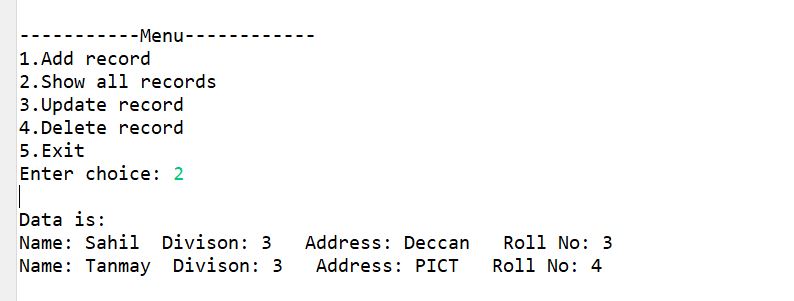 -----------Menu------------
1.Add record
2.Show all records
3.Update record
4.Delete record
5.Exit
Enter choice: 2
Data is:
Name: Sahil  Divison: 3   Address: Deccan   Roll No: 3
Name: Tanmay  Divison: 3   Address: PICT   Roll No: 4